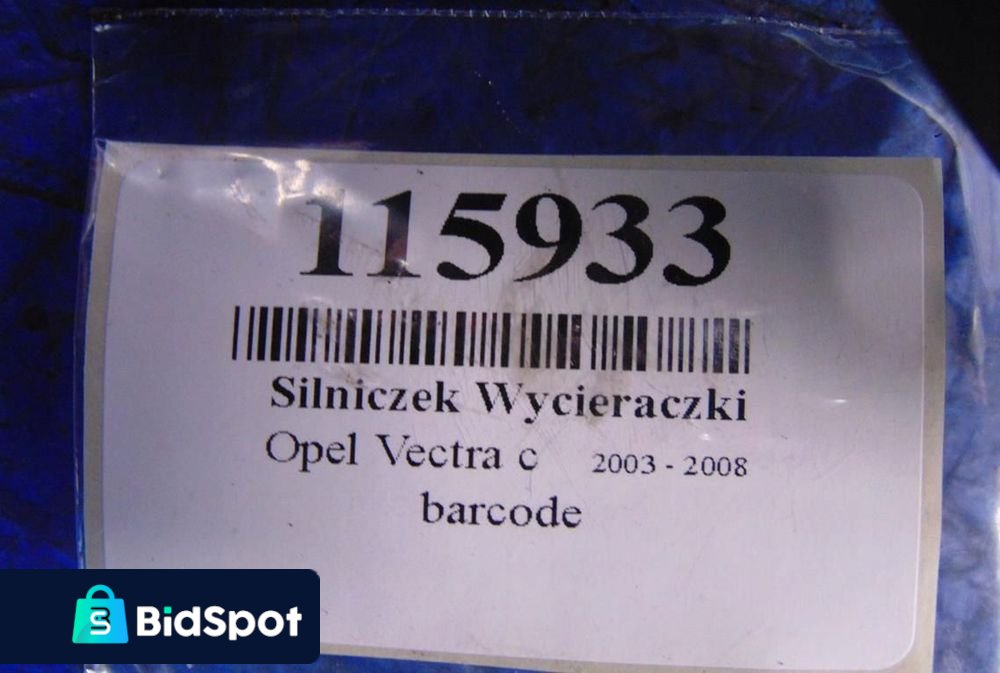 115933
Silniczek Wycieraczki
Opel Vectra c 2003 - 2008
barcode
BidSpot